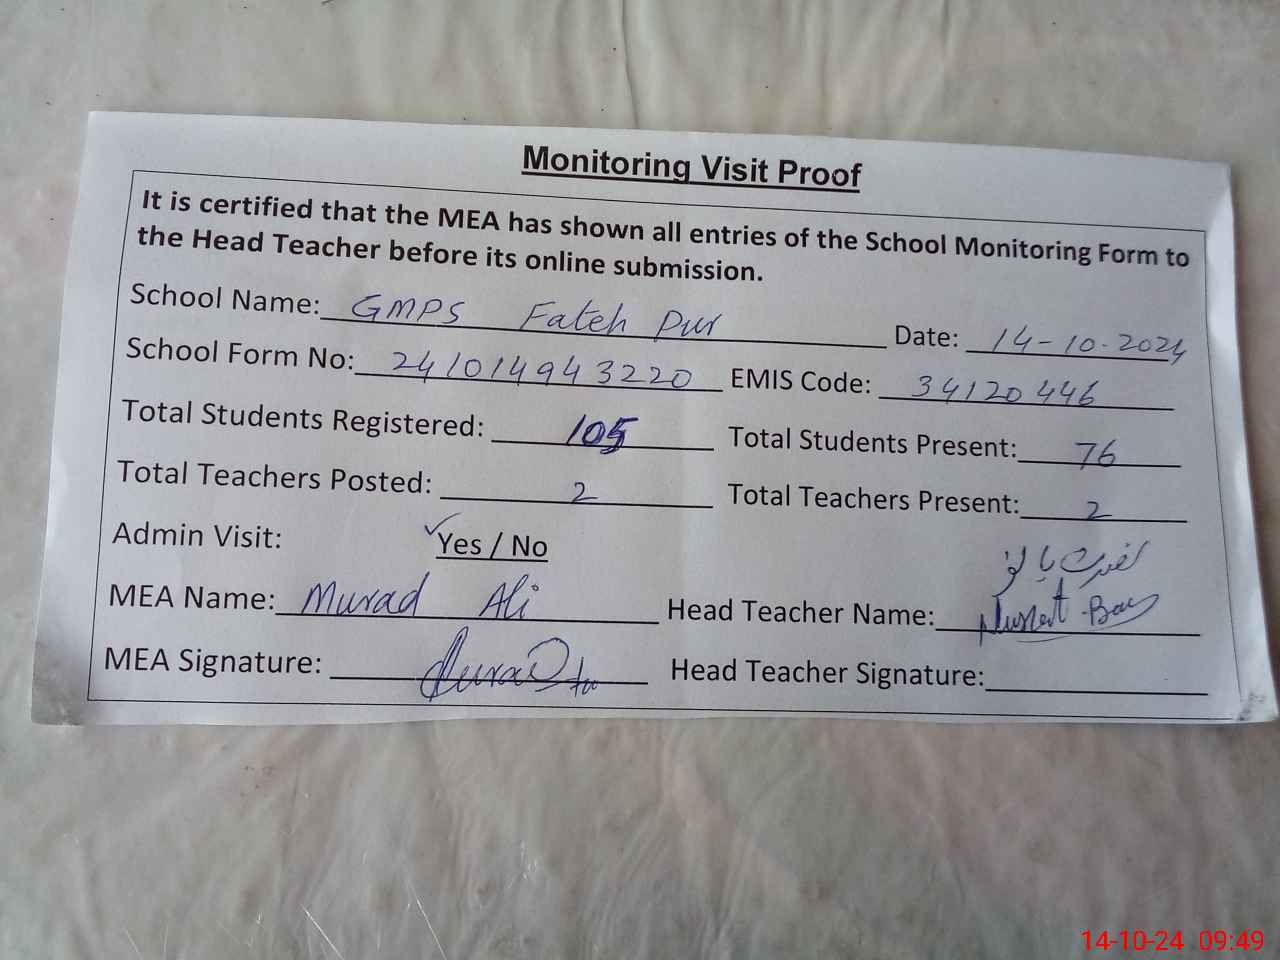 Monitoring Visit Proof
It is certified that the MEA has shown all entries of the School Monitoring Form to
the Head Teacher before its online submission.
School Name: GMPS Fateh Pur Date: 14-10-2024
School Form No: 241014943220 EMIS Code: 34120446
Total Students Registered: 105 Total Students Present: 76
Total Teachers Posted: 2 Total Teachers Present: 2
Admin Visit: ✓Yes / No
MEA Name: Murad Ali Head Teacher Name:
MEA Signature: Head Teacher Signature:
14-10-24 09:49